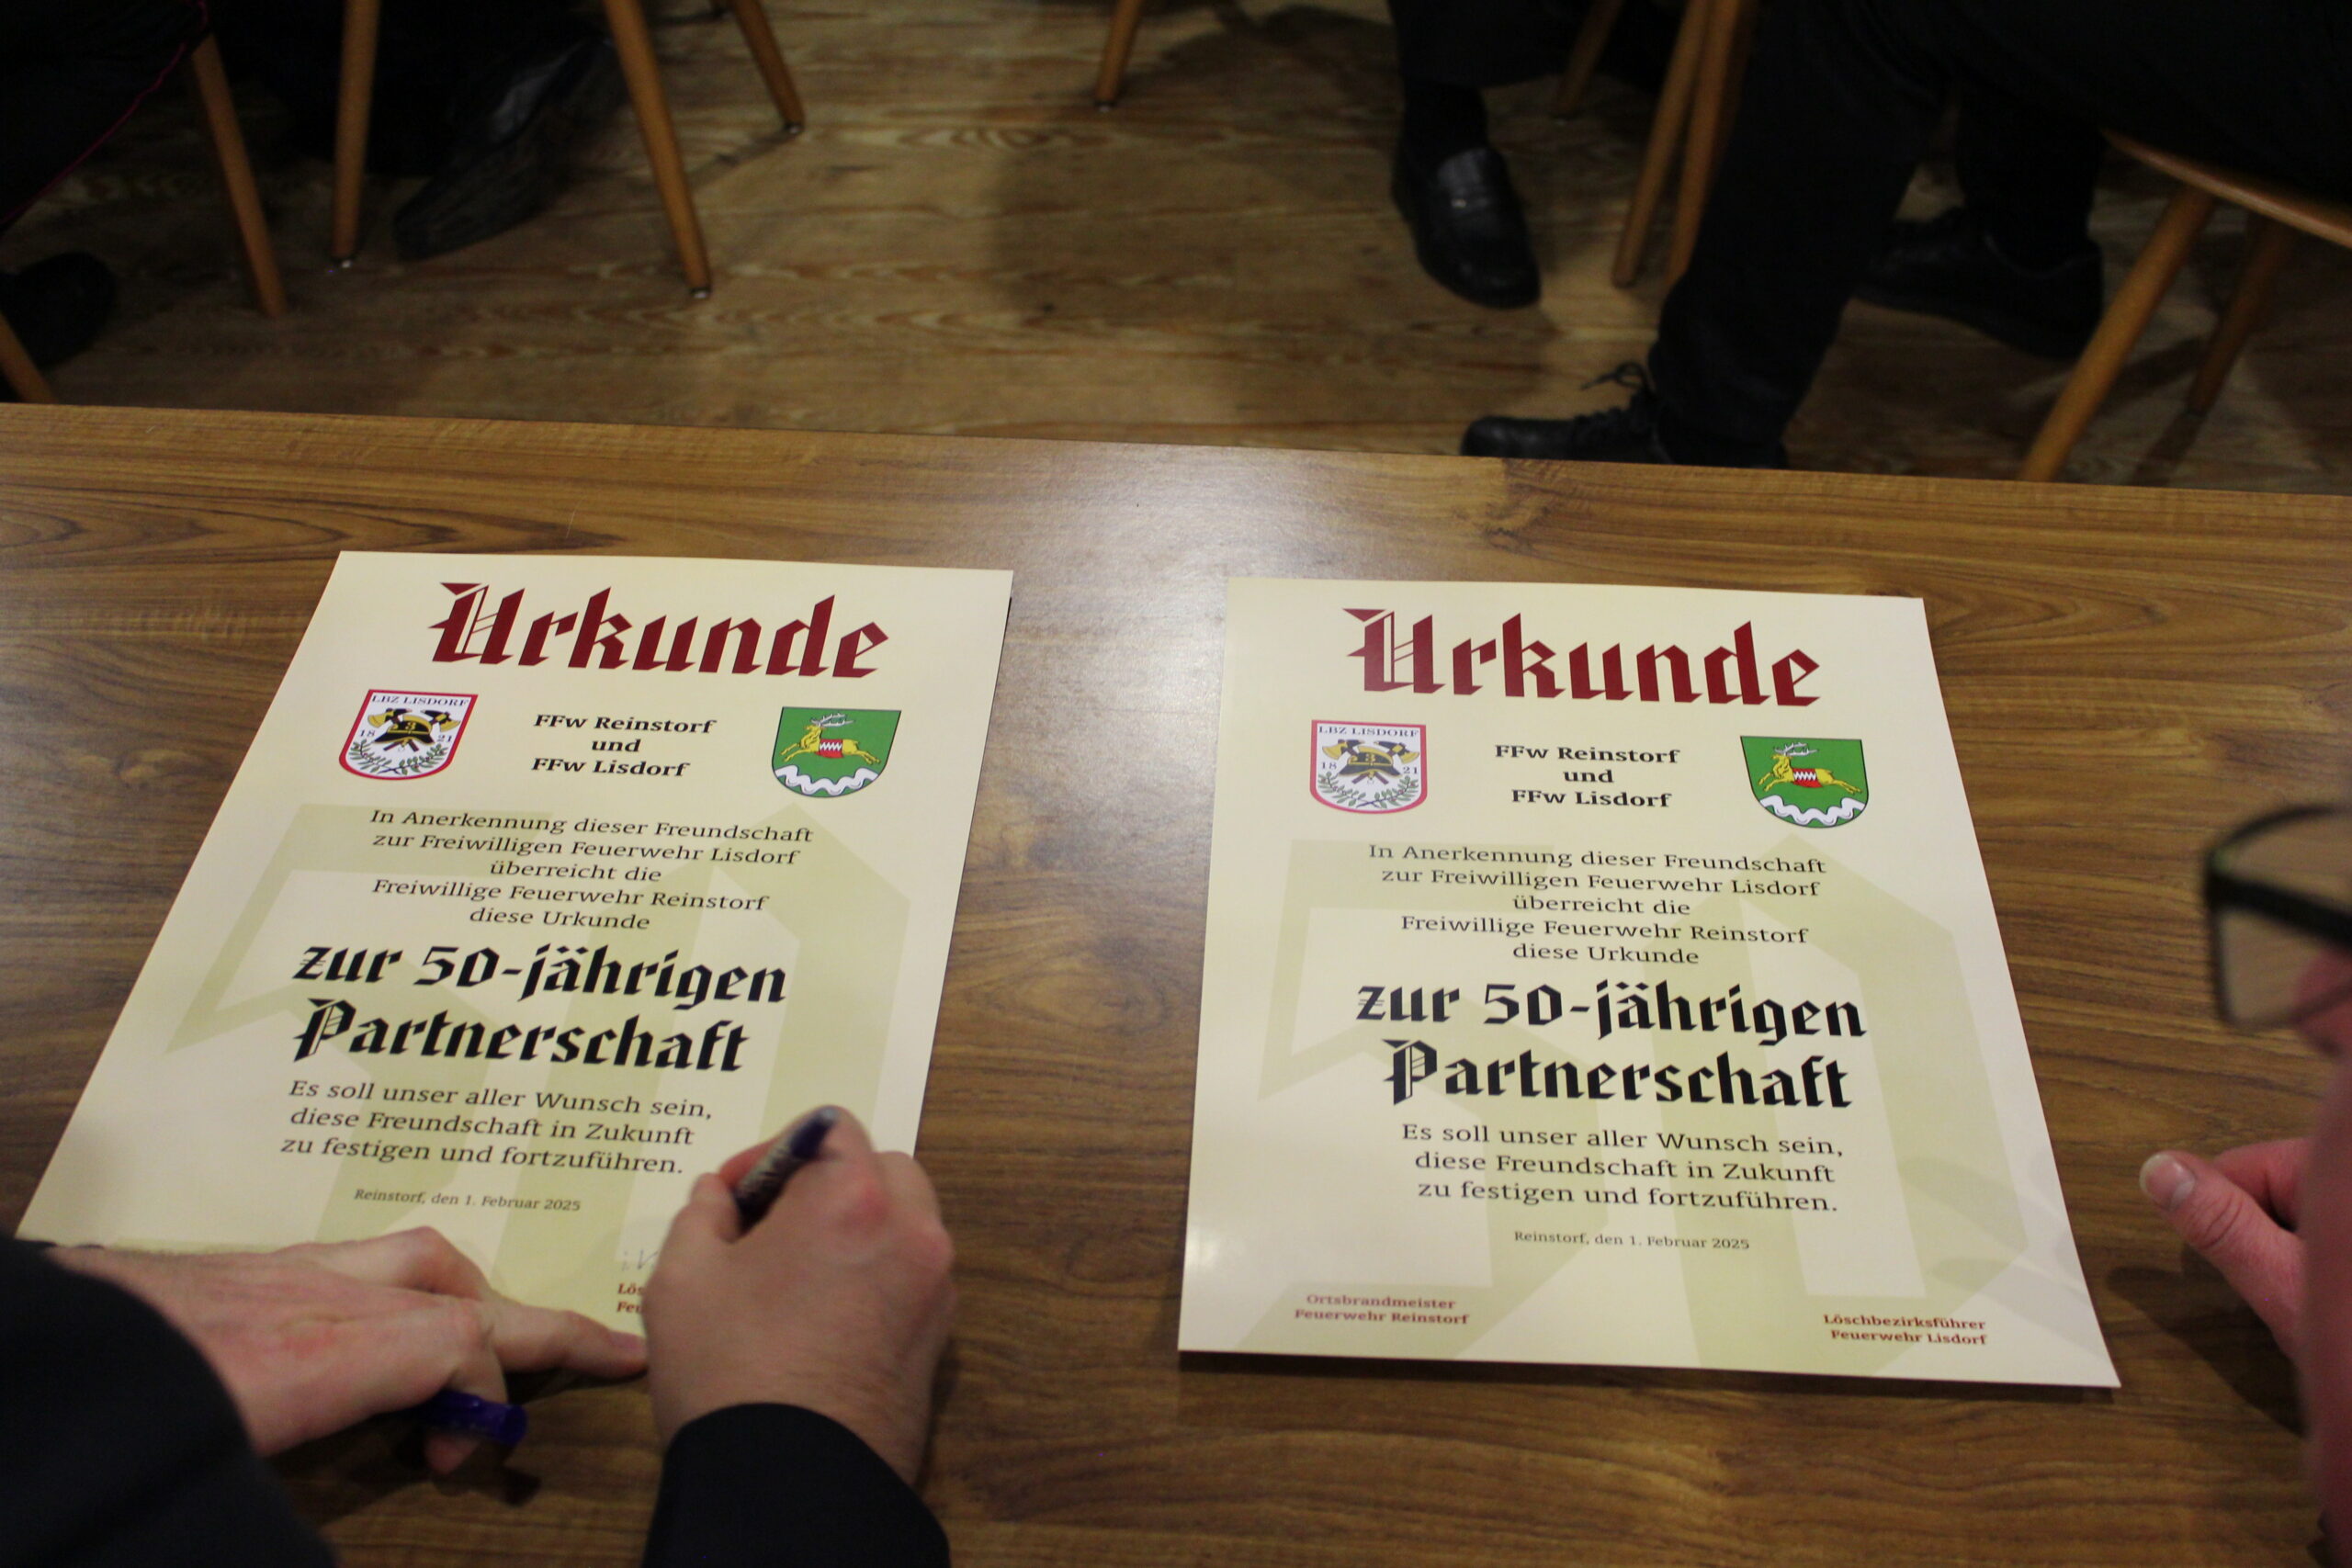 Urkunde
LBZ LISDORF
18 21
FFw Reinstorf
und
FFw Lisdorf
In Anerkennung dieser Freundschaft
zur Freiwilligen Feuerwehr Lisdorf
überreicht die
Freiwillige Feuerwehr Reinstorf
diese Urkunde
zur 50-jährigen
Partnerschaft
Es soll unser aller Wunsch sein,
diese Freundschaft in Zukunft
zu festigen und fortzuführen.
Reinstorf, den 1. Februar 2025
Urkunde
LBZ LISDORF
18 21
FFw Reinstorf
und
FFw Lisdorf
In Anerkennung dieser Freundschaft
zur Freiwilligen Feuerwehr Lisdorf
überreicht die
Freiwillige Feuerwehr Reinstorf
diese Urkunde
zur 50-jährigen
Partnerschaft
Es soll unser aller Wunsch sein,
diese Freundschaft in Zukunft
zu festigen und fortzuführen.
Reinstorf, den 1. Februar 2025
Ortsbrandmeister
Feuerwehr Reinstorf
Löschbezirksführer
Feuerwehr Lisdorf